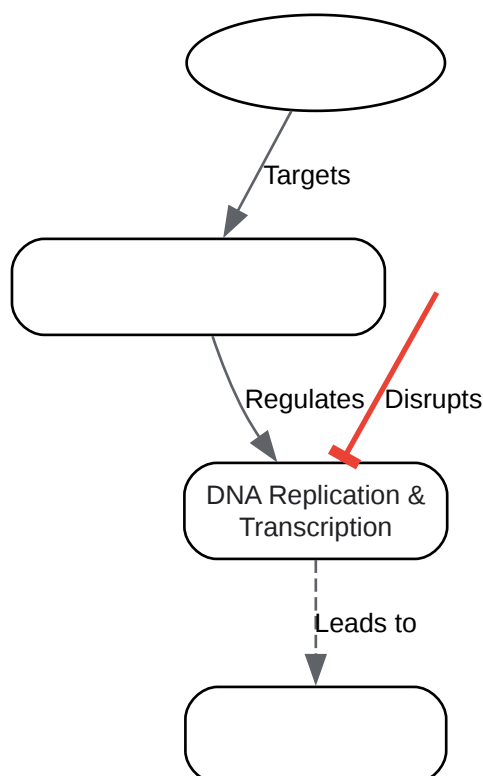 Targets
Regulates
Disrupts
DNA Replication &
Transcription
Leads to